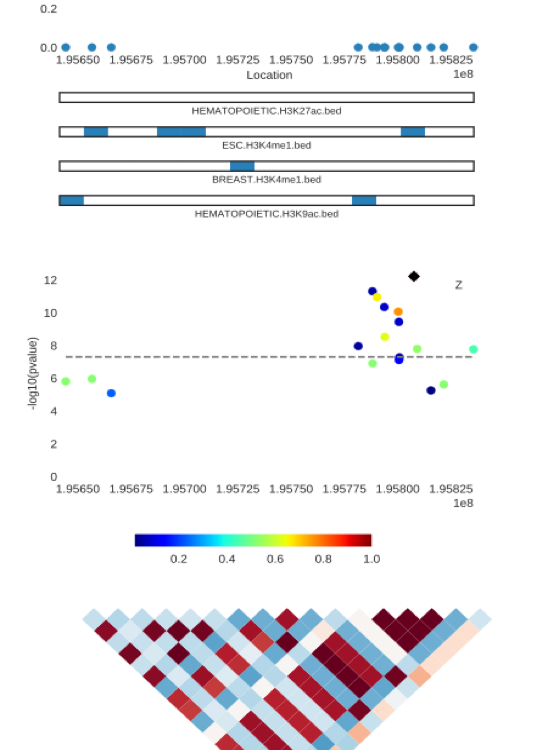 0.2
0.0
1.95650 1.95675 1.95700 1.95725 1.95750 1.95775 1.95800 1.95825
Location
1e8
HEMATOPOIETIC.H3K27ac.bed
ESC.H3K4me1.bed
BREAST.H3K4me1.bed
HEMATOPOIETIC.H3K9ac.bed
Z
12
10
8
6
4
2
0
-log10(pvalue)
1.95650 1.95675 1.95700 1.95725 1.95750 1.95775 1.95800 1.95825
1e8
0.2 0.4 0.6 0.8 1.0